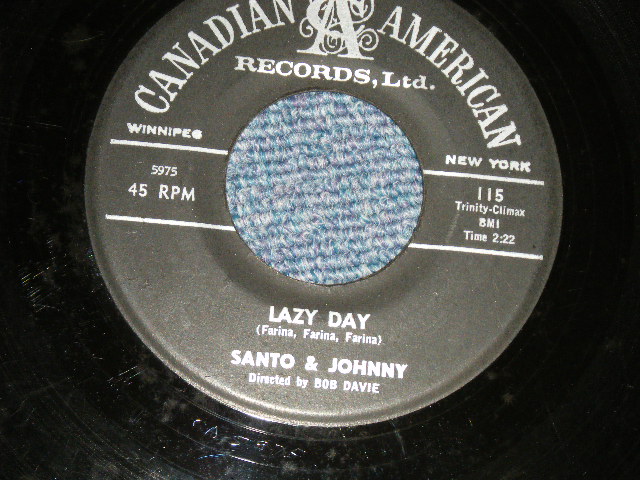 CANADIAN AMERICAN
CA
RECORDS, Ltd.
WINNIPEG
NEW YORK
5975
45 RPM
115
Trinity-Climax
BMI
Time 2:22
LAZY DAY
(Farina, Farina, Farina)
SANTO & JOHNNY
Directed by BOB DAVIE